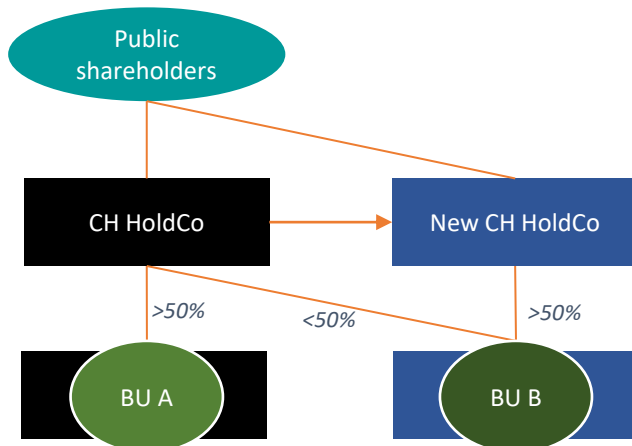 Public
shareholders
CH HoldCo
New CH HoldCo
>50%
<50%
>50%
BU A
BU B